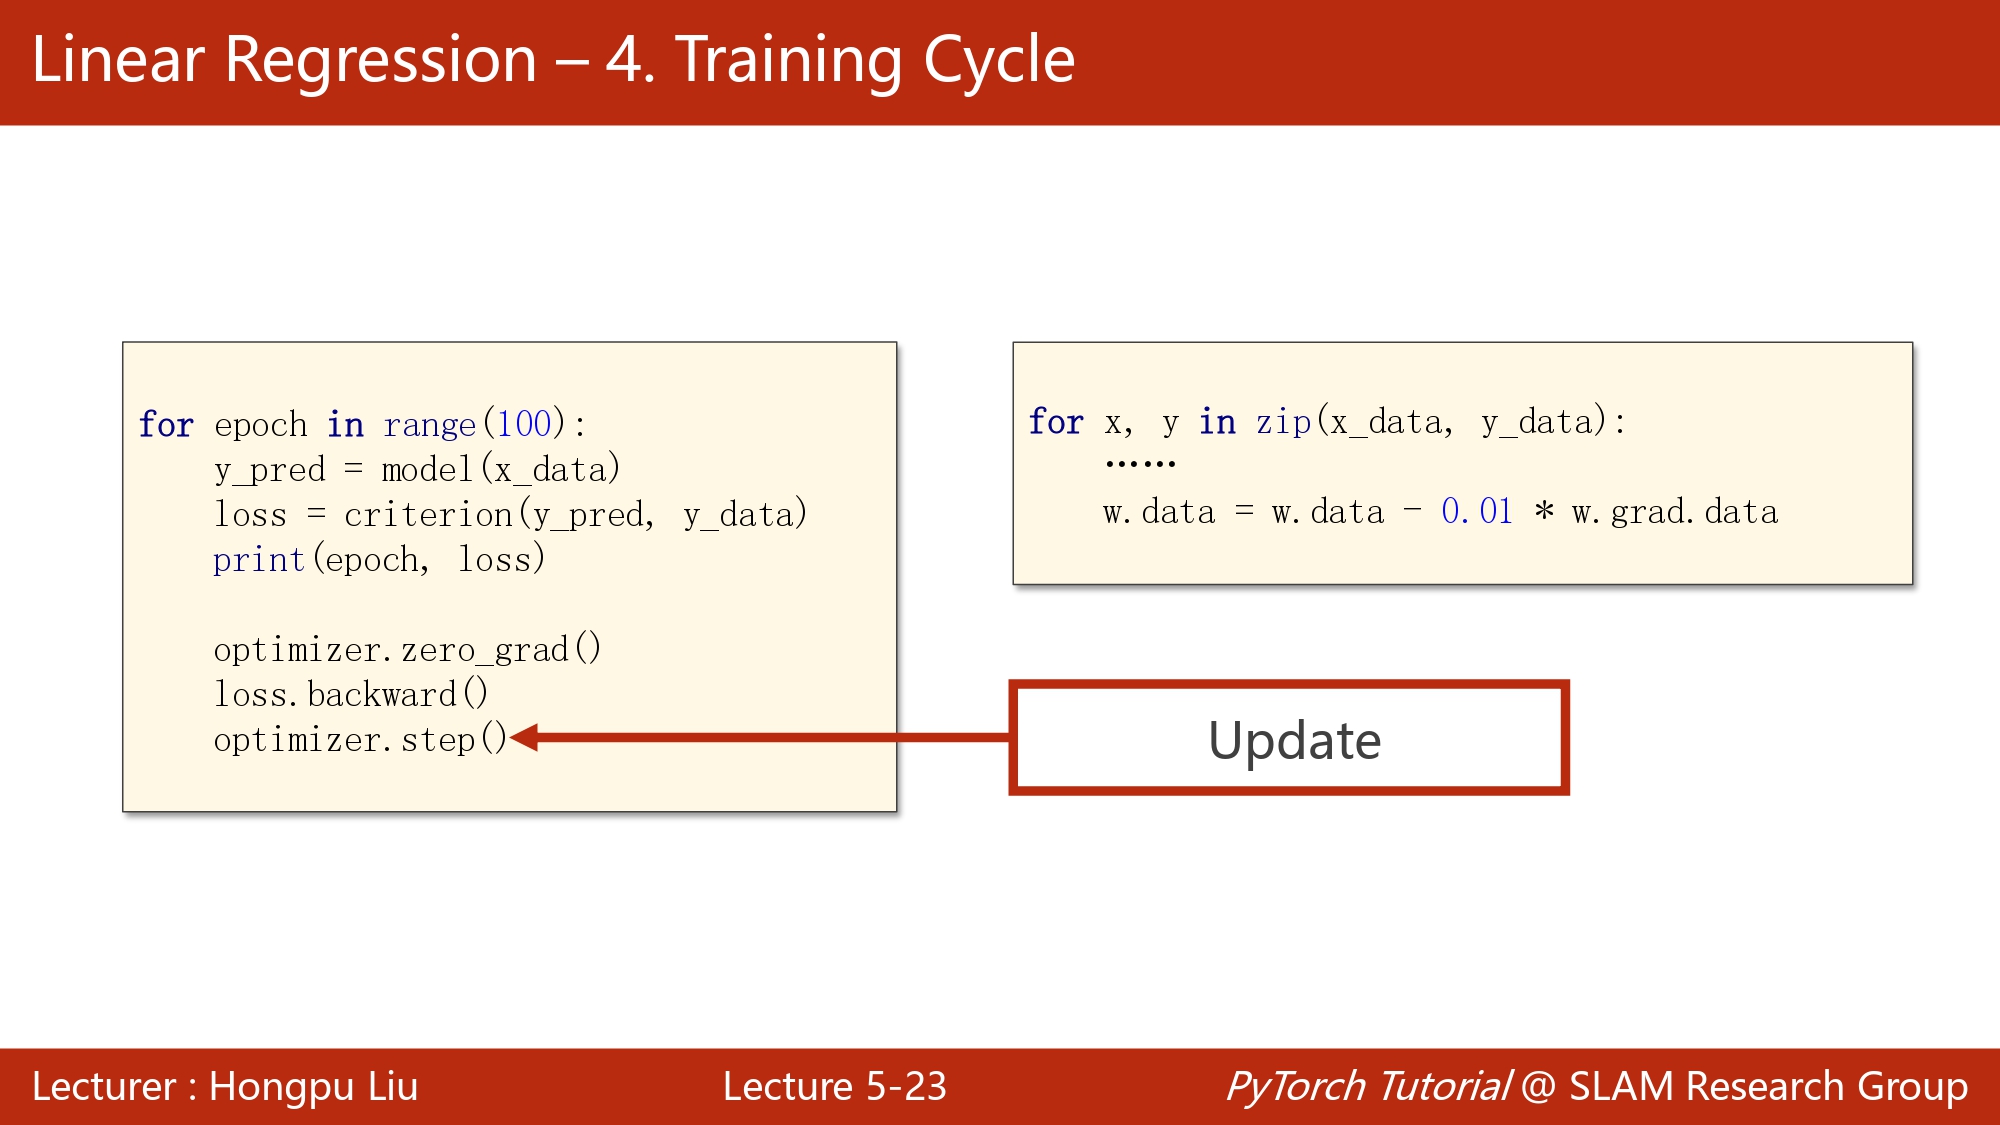 Linear Regression – 4. Training Cycle
for epoch in range(100):
    y_pred = model(x_data)
    loss = criterion(y_pred, y_data)
    print(epoch, loss)
    optimizer.zero_grad()
    loss.backward()
    optimizer.step()
for x, y in zip(x_data, y_data):
    ……
    w.data = w.data - 0.01 * w.grad.data
Update
Lecturer : Hongpu Liu
Lecture 5-23
PyTorch Tutorial @ SLAM Research Group